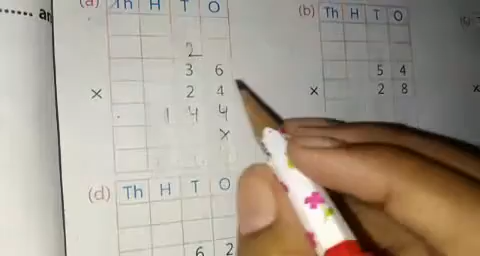 (a) Th H T O
2
3 6
× 2 4
1 4 4
×
(b) Th H T O
5 4
× 2 8
(d) Th H T O
6 2